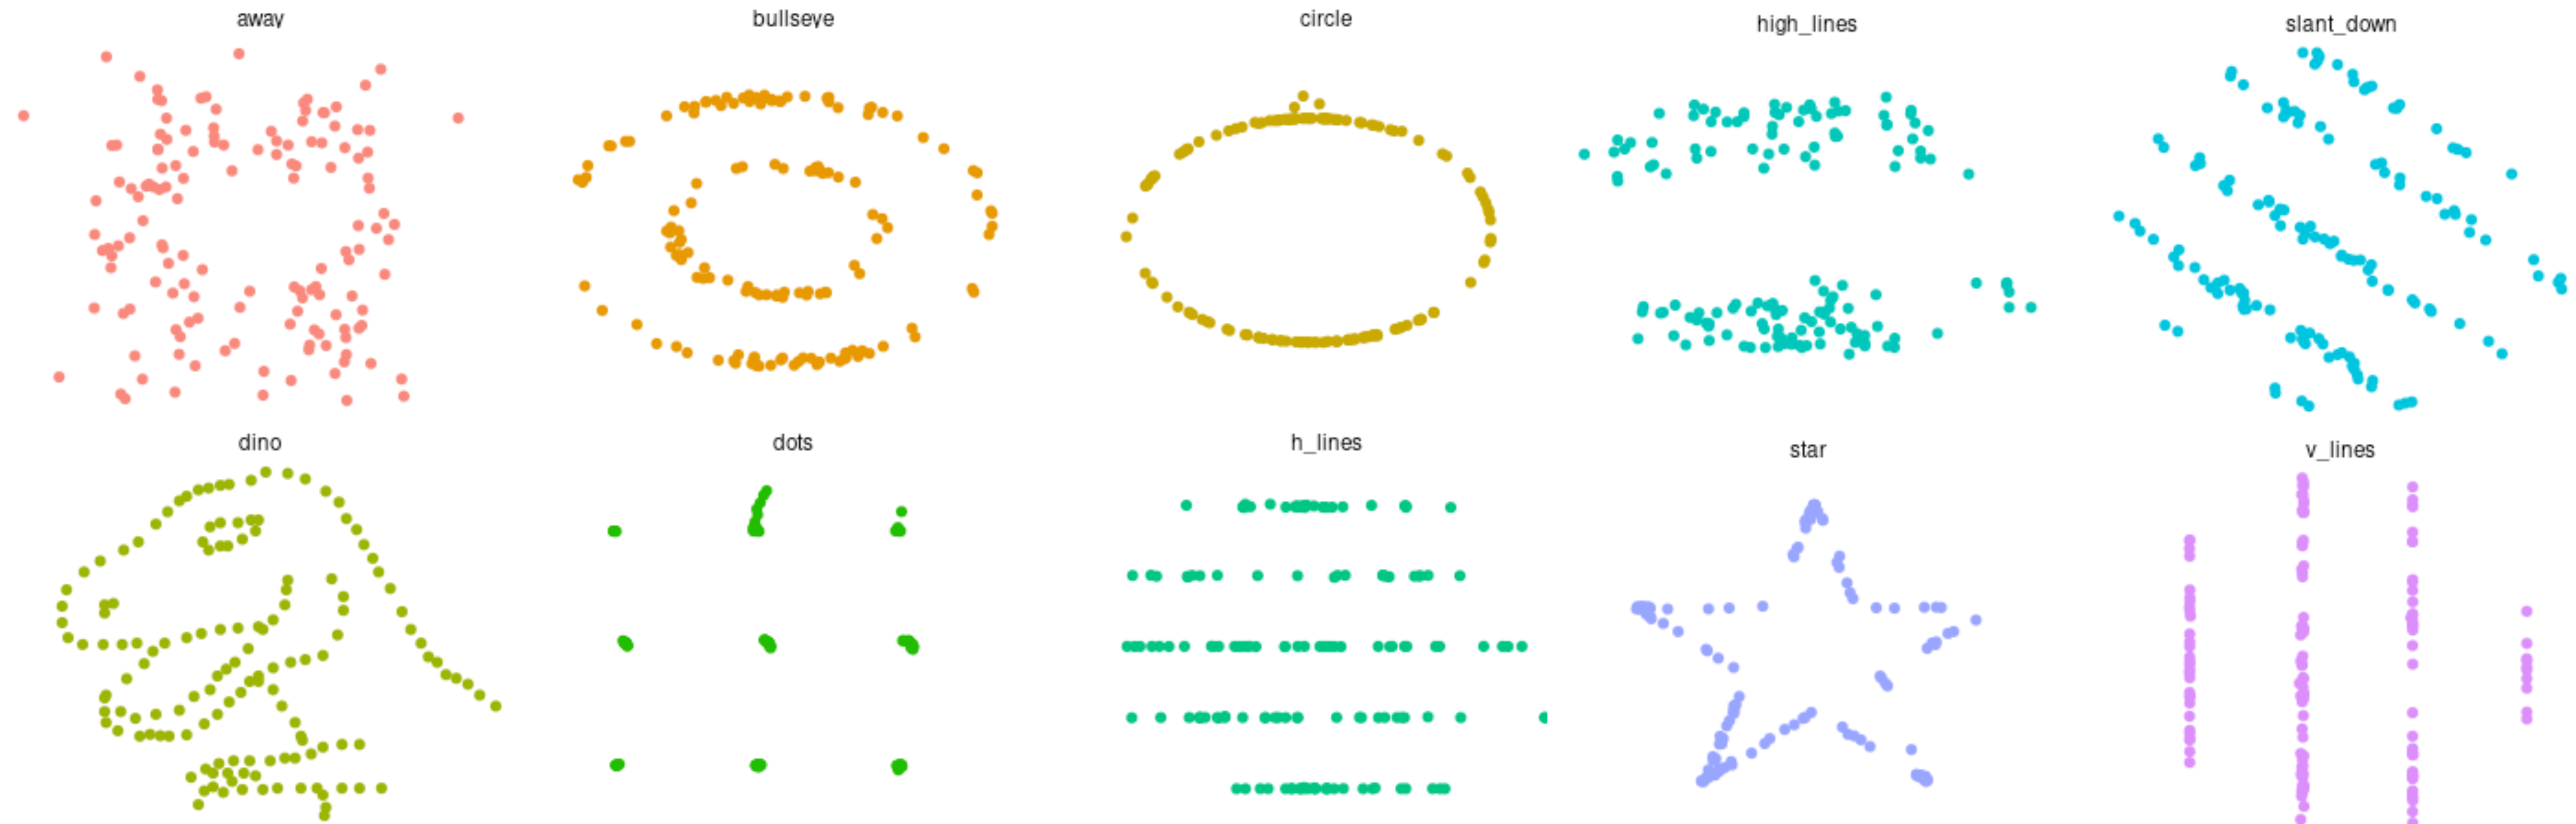 away
bullseye
circle
high_lines
slant_down
dino
dots
h_lines
star
v_lines